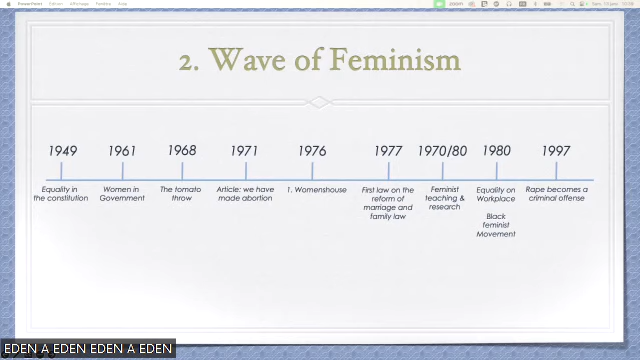 zoom
2. Wave of Feminism
1949 1961 1968 1971 1976 1977 1970/80 1980 1997
Equality in
the constitution
Women in
Government
The tomato
throw
Article: we have
made abortion
1. Womenshouse
First law on the
reform of
marriage and
family law
Feminist
teaching &
research
Equality on
Workplace
Black
feminist
Movement
Rape becomes a
criminal offense
EDEN A EDEN EDEN A EDEN